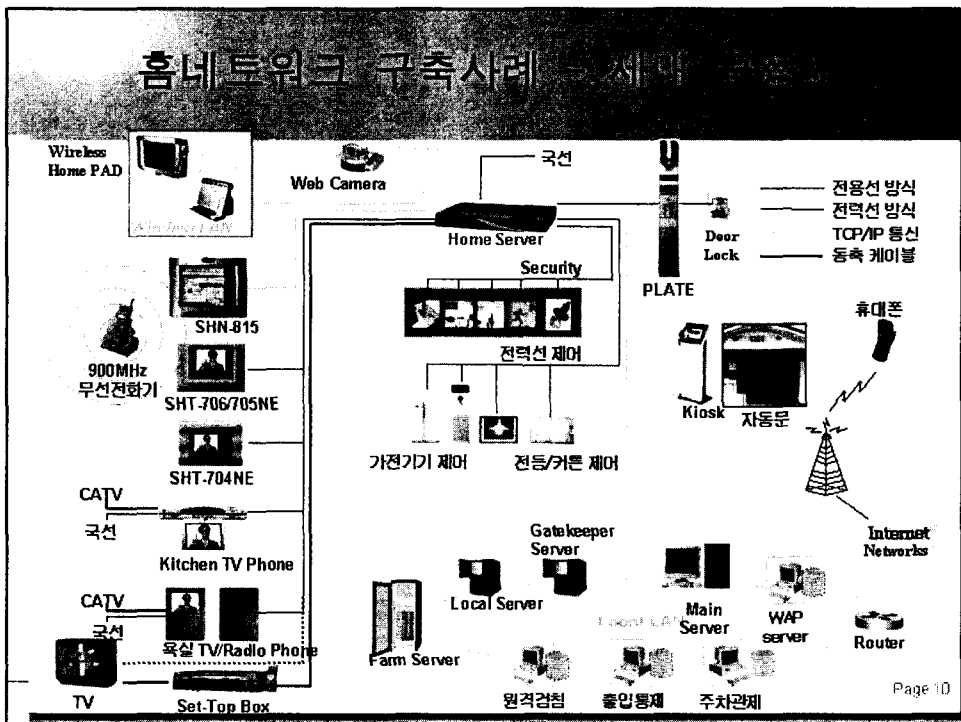 홈네트워크 구축사례 - 세대
Wireless
Home PAD
Wireless LAN
Web Camera
국선
Home Server
PLATE
Door
Lock
전용선 방식
전력선 방식
TCP/IP 통신
동축 케이블
Security
전력선 제어
SHN-815
900MHz
무선전화기
SHT-706/705NE
SHT-704NE
가전기기 제어
전등/커튼 제어
Kiosk
자동문
휴대폰
Internet
Networks
CATV
국선
Kitchen TV Phone
CATV
국선
욕실 TV/Radio Phone
TV
Set-Top Box
Farm Server
Local Server
Gatekeeper
Server
Local LAN
Main
Server
WAP
server
Router
원격검침
출입통제
주차관제
Page 10